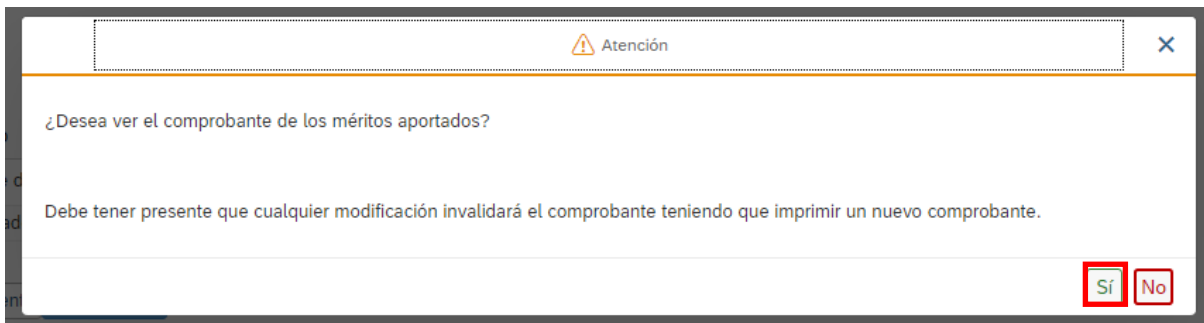 Atención
¿Desea ver el comprobante de los méritos aportados?
Debe tener presente que cualquier modificación invalidará el comprobante teniendo que imprimir un nuevo comprobante.
Sí No